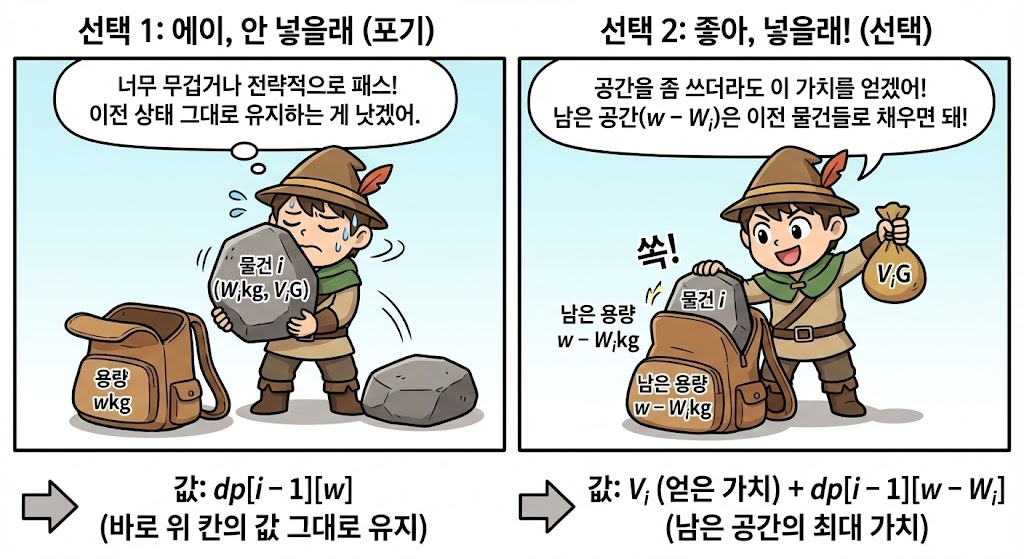 선택 1: 에이, 안 넣을래 (포기)
너무 무겁거나 전략적으로 패스!
이전 상태 그대로 유지하는 게 낫겠어.
물건 i
(Wᵢkg, VᵢG)
용량
wkg
값: dp[i − 1][w]
(바로 위 칸의 값 그대로 유지)
선택 2: 좋아, 넣을래! (선택)
공간을 좀 쓰더라도 이 가치를 얻겠어!
남은 공간(w − Wᵢ)은 이전 물건들로 채우면 돼!
쏙!
VᵢG
물건 i
남은 용량
w − Wᵢkg
남은 용량
w − Wᵢkg
값: Vᵢ (얻은 가치) + dp[i − 1][w − Wᵢ]
(남은 공간의 최대 가치)